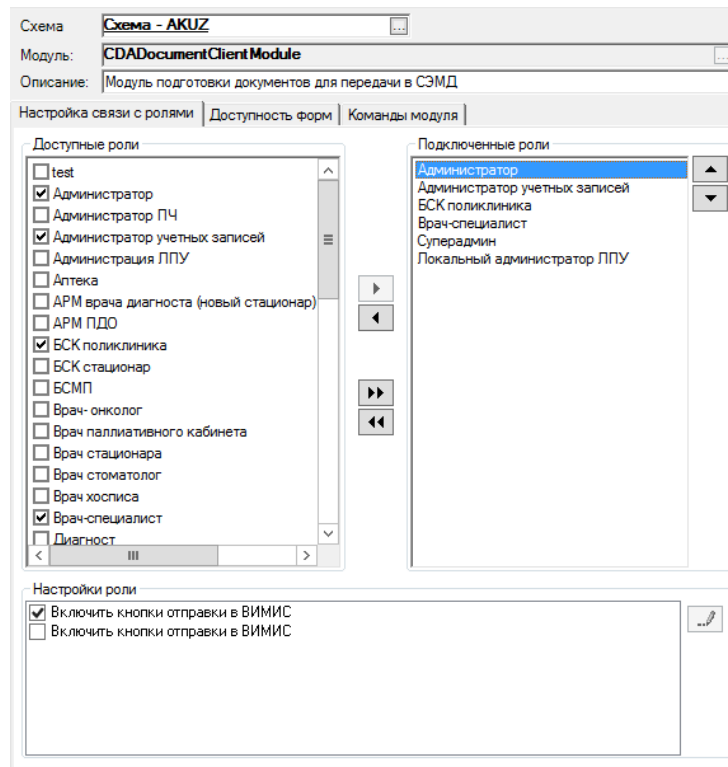 Схема Схема - AKUZ ...
Модуль: CDADocumentClientModule ...
Описание: Модуль подготовки документов для передачи в СЭМД
Настройка связи с ролями Доступность форм Команды модуля
Доступные роли
test
Администратор
Администратор ПЧ
Администратор учетных записей
Администрация ЛПУ
Аптека
АРМ врача диагноста (новый стационар)
АРМ ПДО
БСК поликлиника
БСК стационар
БСМП
Врач- онколог
Врач паллиативного кабинета
Врач стационара
Врач стоматолог
Врач хосписа
Врач-специалист
Диагност
Подключенные роли
Администратор
Администратор учетных записей
БСК поликлиника
Врач-специалист
Суперадмин
Локальный администратор ЛПУ
Настройки роли
Включить кнопки отправки в ВИМИС
Включить кнопки отправки в ВИМИС